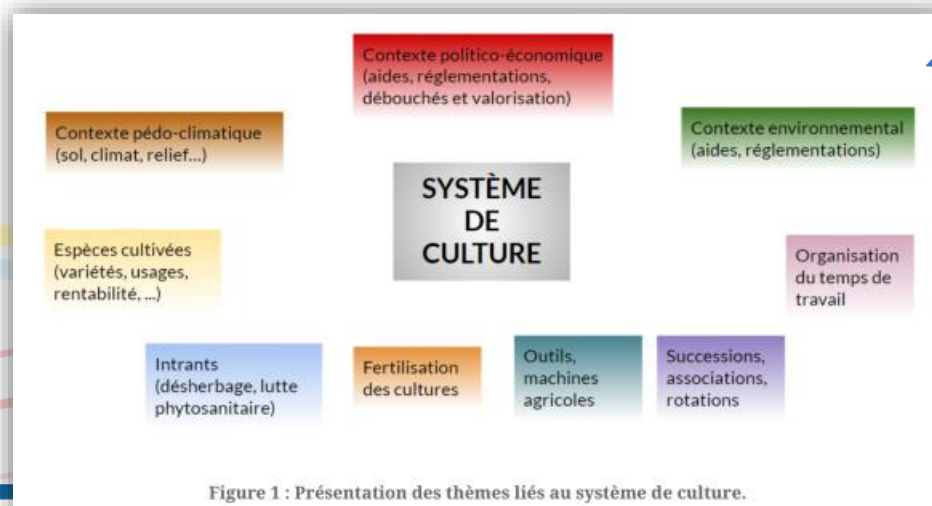 Contexte politico-économique
(aides, réglementations,
débouchés et valorisation)
Contexte pédo-climatique
(sol, climat, relief...)
Contexte environnemental
(aides, réglementations)
SYSTÈME
DE
CULTURE
Espèces cultivées
(variétés, usages,
rentabilité, ...)
Organisation
du temps de
travail
Intrants
(désherbage, lutte
phytosanitaire)
Fertilisation
des cultures
Outils,
machines
agricoles
Successions,
associations,
rotations
Figure 1 : Présentation des thèmes liés au système de culture.